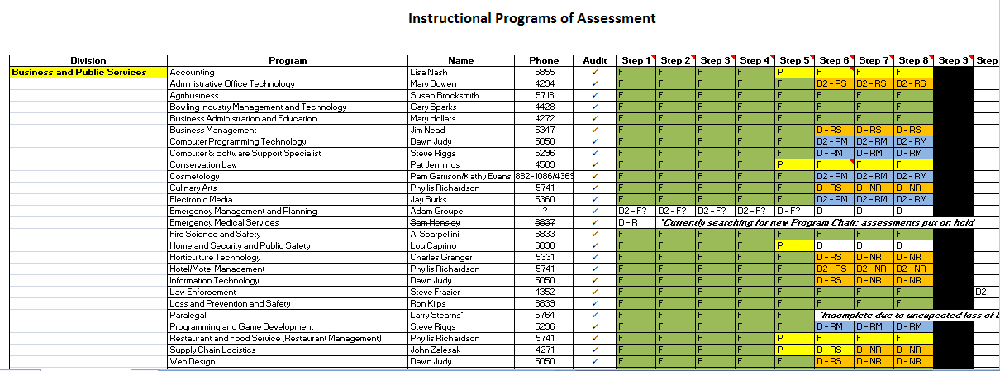 Instructional Programs of Assessment
Division Program Name Phone Audit Step 1 Step 2 Step 3 Step 4 Step 5 Step 6 Step 7 Step 8 Step 9 Step
Business and Public Services Accounting Lisa Nash 5855 ✓ F F F F P F F F
Administrative Office Technology Mary Bowen 4294 ✓ F F F F F D2-RS D2-RS D2-RS
Agribusiness Susan Brocksmith 5718 ✓ F F F F F F F F
Bowling Industry Management and Technology Gary Sparks 4428 ✓ F F F F F F F F
Business Administration and Education Mary Hollars 4272 ✓ F F F F F F F F
Business Management Jim Nead 5347 ✓ F F F F F D-RS D-RS D-RS
Computer Programming Technology Dawn Judy 5050 ✓ F F F F F D2-RM D2-RM D2-RM
Computer & Software Support Specialist Steve Riggs 5296 ✓ F F F F F D-RM D-RM D-RM
Conservation Law Pat Jennings 4589 ✓ F F F F P F F F
Cosmetology Pam Garrison/Kathy Evans 882-1086/4369 ✓ F F F F F D2-RM D2-RM D2-RM
Culinary Arts Phyllis Richardson 5741 ✓ F F F F F D-RS D-NR D-NR
Electronic Media Jay Burks 5360 ✓ F F F F F D2-RM D2-RM D2-RM
Emergency Management and Planning Adam Groupe ? ✓ D2-F? D2-F? D2-F? D2-F? D-F? D D D
Emergency Medical Services Sam Hensley 6837 ✓ D-R *Currently searching for new Program Chair; assessments put on hold
Fire Science and Safety Al Scarpellini 6833 ✓ F F F F F F F F
Homeland Security and Public Safety Lou Caprino 6830 ✓ F F F F P D D D
Horticulture Technology Charles Granger 5331 ✓ F F F F F D-RS D-NR D-NR
Hotel/Motel Management Phyllis Richardson 5741 ✓ F F F F F D2-RS D2-NR D2-NR
Information Technology Dawn Judy 5050 ✓ F F F F F D-RS D-NR D-NR
Law Enforcement Steve Frazier 4352 ✓ F F F F F F F F D2
Loss and Prevention and Safety Ron Kilps 6839 ✓ F F F F F F F F
Paralegal Larry Stearns* 5764 ✓ F F F F F *Incomplete due to unexpected loss of
Programming and Game Development Steve Riggs 5296 ✓ F F F F F D-RM D-RM D-RM
Restaurant and Food Service (Restaurant Management) Phyllis Richardson 5741 ✓ F F F F P F F F
Supply Chain Logistics John Zalesak 4271 ✓ F F F F P D-RS D-NR D-NR
Web Design Dawn Judy 5050 ✓ F F F F F D-RS D-NR D-NR